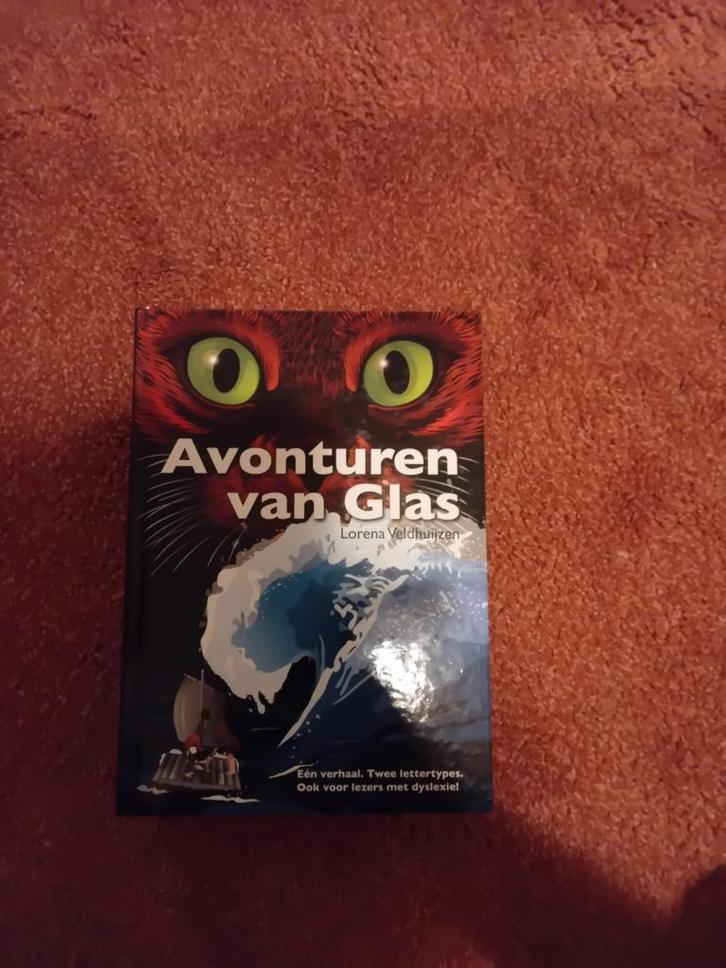 Avonturen
van Glas
Lorena Veldhuijzen
Eén verhaal. Twee lettertypes.
Ook voor lezers met dyslexie!